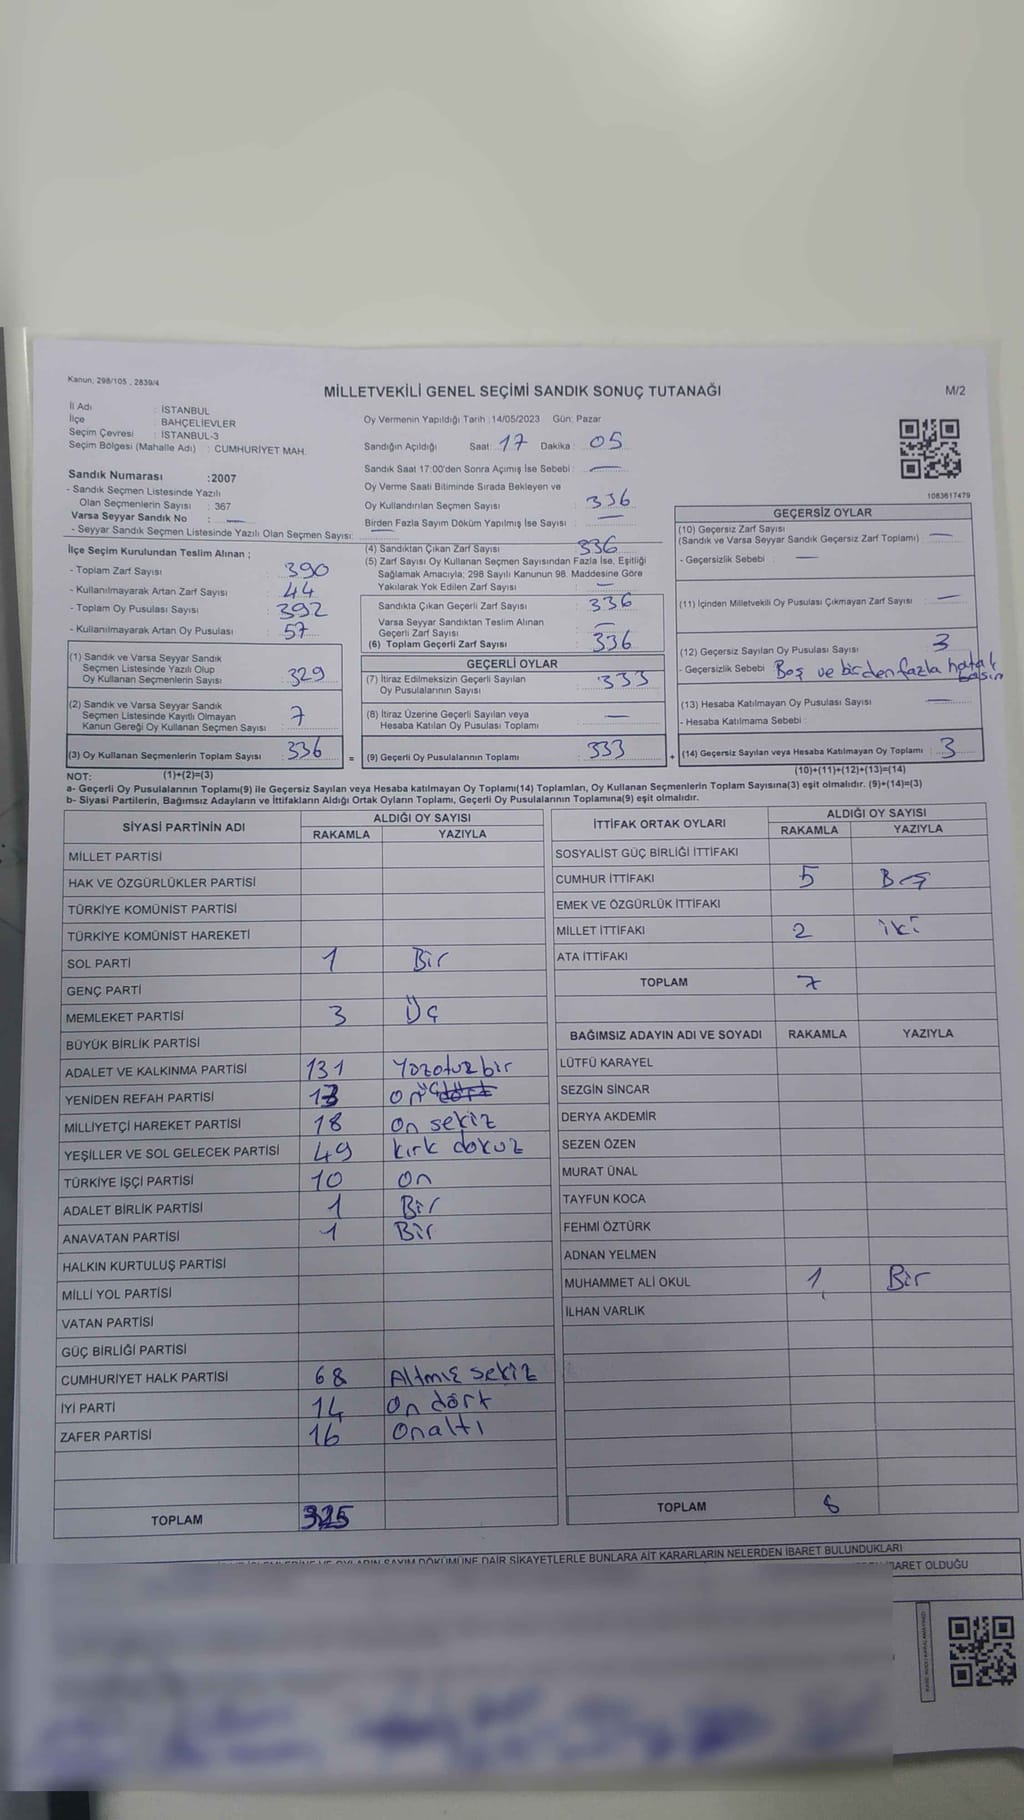 Kanun; 298/105 , 2839/4
MİLLETVEKİLİ GENEL SEÇİMİ SANDIK SONUÇ TUTANAĞI
M/2
İl Adı : İSTANBUL
İlçe : BAHÇELİEVLER
Seçim Çevresi : İSTANBUL-3
Seçim Bölgesi (Mahalle Adı) : CUMHURİYET MAH.
Sandık Numarası :2007
- Sandık Seçmen Listesinde Yazılı
Olan Seçmenlerin Sayısı : 367
Varsa Seyyar Sandık No : —
- Seyyar Sandık Seçmen Listesinde Yazılı Olan Seçmen Sayısı:
Oy Vermenin Yapıldığı Tarih :14/05/2023 Gün: Pazar
Sandığın Açıldığı Saat: 17 Dakika : 05
Sandık Saat 17:00'den Sonra Açımış İse Sebebi : —
Oy Verme Saati Bitiminde Sırada Bekleyen ve
Oy Kullandırılan Seçmen Sayısı : 336
Birden Fazla Sayım Döküm Yapılmış İse Sayısı : —
1083617479
İlçe Seçim Kurulundan Teslim Alınan ;
- Toplam Zarf Sayısı : 390
- Kullanılmayarak Artan Zarf Sayısı : 44
- Toplam Oy Pusulası Sayısı : 392
- Kullanılmayarak Artan Oy Pusulası : 57
(1) Sandık ve Varsa Seyyar Sandık
Seçmen Listesinde Yazılı Olup
Oy Kullanan Seçmenlerin Sayısı : 329
(2) Sandık ve Varsa Seyyar Sandık
Seçmen Listesinde Kayıtlı Olmayan
Kanun Gereği Oy Kullanan Seçmen Sayısı : 7
(3) Oy Kullanan Seçmenlerin Toplam Sayısı : 336
(1)+(2)=(3)
(4) Sandıktan Çıkan Zarf Sayısı : 336
(5) Zarf Sayısı Oy Kullanan Seçmen Sayısından Fazla İse, Eşitliği
Sağlamak Amacıyla; 298 Sayılı Kanunun 98. Maddesine Göre
Yakılarak Yok Edilen Zarf Sayısı : —
Sandıkta Çıkan Geçerli Zarf Sayısı : 336
Varsa Seyyar Sandıktan Teslim Alınan
Geçerli Zarf Sayısı : —
(6) Toplam Geçerli Zarf Sayısı : 336
GEÇERLİ OYLAR
(7) İtiraz Edilmeksizin Geçerli Sayılan
Oy Pusulalarının Sayısı : 333
(8) İtiraz Üzerine Geçerli Sayılan veya
Hesaba Katılan Oy Pusulası Toplamı : —
= (9) Geçerli Oy Pusulalarının Toplamı : 333
GEÇERSİZ OYLAR
(10) Geçersiz Zarf Sayısı
(Sandık ve Varsa Seyyar Sandık Geçersiz Zarf Toplamı) : —
- Geçersizlik Sebebi : —
(11) İçinden Milletvekili Oy Pusulası Çıkmayan Zarf Sayısı : —
(12) Geçersiz Sayılan Oy Pusulası Sayısı : 3
- Geçersizlik Sebebi : Boş ve birdenfazla
(13) Hesaba Katılmayan Oy Pusulası Sayısı : —
- Hesaba Katılmama Sebebi :
+ (14) Geçersiz Sayılan veya Hesaba Katılmayan Oy Toplamı : 3
(10)+(11)+(12)+(13)=(14)
NOT:
a- Geçerli Oy Pusulalarının Toplamı(9) ile Geçersiz Sayılan veya Hesaba katılmayan Oy Toplamı(14) Toplamları, Oy Kullanan Seçmenlerin Toplam Sayısına(3) eşit olmalıdır. (9)+(14)=(3)
b- Siyasi Partilerin, Bağımsız Adayların ve İttifakların Aldığı Ortak Oyların Toplamı, Geçerli Oy Pusulalarının Toplamına(9) eşit olmalıdır.
SİYASİ PARTİNİN ADI
ALDIĞI OY SAYISI
RAKAMLA YAZIYLA
MİLLET PARTİSİ
HAK VE ÖZGÜRLÜKLER PARTİSİ
TÜRKİYE KOMÜNİST PARTİSİ
TÜRKİYE KOMÜNİST HAREKETİ
SOL PARTİ 1 Bir
GENÇ PARTİ
MEMLEKET PARTİSİ 3 Üç
BÜYÜK BİRLİK PARTİSİ
ADALET VE KALKINMA PARTİSİ 131 Yüzotuzbir
YENİDEN REFAH PARTİSİ 13 on üç
MİLLİYETÇİ HAREKET PARTİSİ 18 on sekiz
YEŞİLLER VE SOL GELECEK PARTİSİ 49 kırk dokuz
TÜRKİYE İŞÇİ PARTİSİ 10 on
ADALET BİRLİK PARTİSİ 1 Bir
ANAVATAN PARTİSİ 1 Bir
HALKIN KURTULUŞ PARTİSİ
MİLLİ YOL PARTİSİ
VATAN PARTİSİ
GÜÇ BİRLİĞİ PARTİSİ
CUMHURİYET HALK PARTİSİ 68 Altmış sekiz
İYİ PARTİ 14 On dört
ZAFER PARTİSİ 16 Onaltı
TOPLAM 325
İTTİFAK ORTAK OYLARI
ALDIĞI OY SAYISI
RAKAMLA YAZIYLA
SOSYALİST GÜÇ BİRLİĞİ İTTİFAKI
CUMHUR İTTİFAKI 5 Beş
EMEK VE ÖZGÜRLÜK İTTİFAKI
MİLLET İTTİFAKI 2 iki
ATA İTTİFAKI
TOPLAM 7
BAĞIMSIZ ADAYIN ADI VE SOYADI RAKAMLA YAZIYLA
LÜTFÜ KARAYEL
SEZGİN SİNCAR
DERYA AKDEMİR
SEZEN ÖZEN
MURAT ÜNAL
TAYFUN KOCA
FEHMİ ÖZTÜRK
ADNAN YELMEN
MUHAMMET ALİ OKUL 1 Bir
İLHAN VARLIK
TOPLAM 8
SAYIM DÖKÜMÜNE DAİR ŞİKAYETLERLE BUNLARA AİT KARARLARIN NELERDEN İBARET BULUNDUKLARI
OLDUĞU